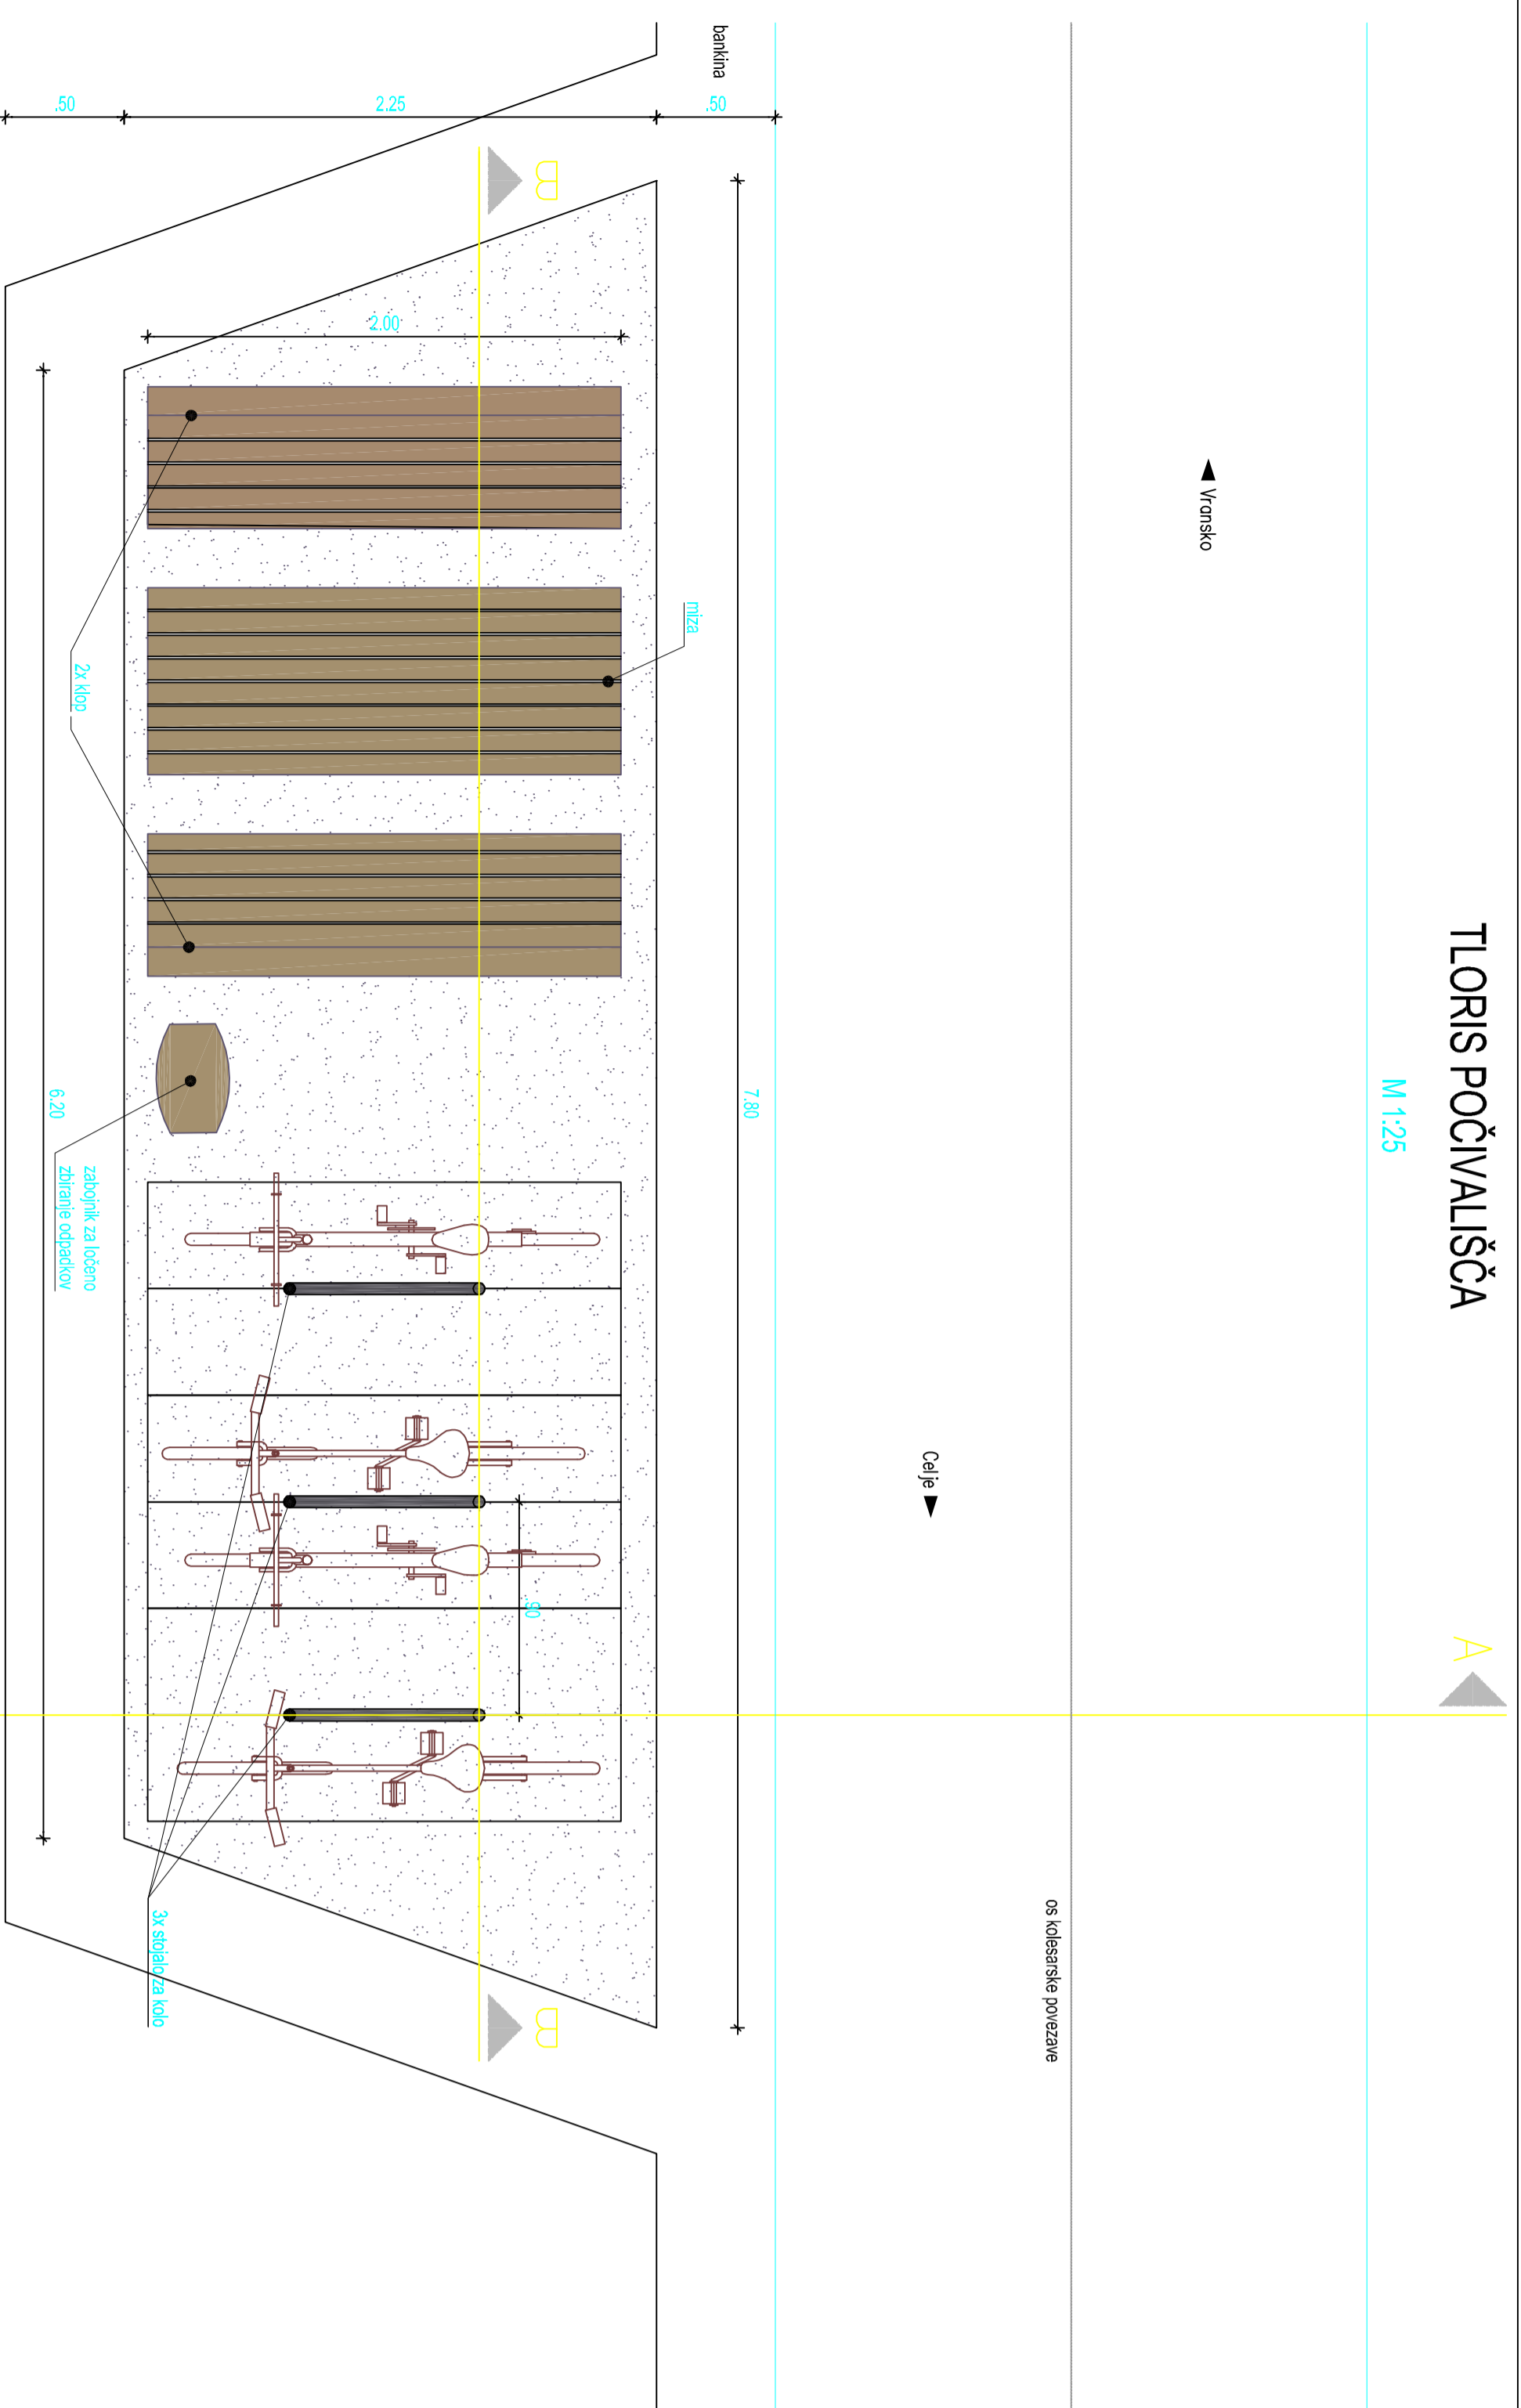 TLORIS POČIVALIŠČA
M 1:25
A
Vransko
Celje
os kolesarske povezave
bankina
7.80
.50
2.25
.50
B
B
2.00
miza
.90
2x klop
6.20
zabojnik za ločeno
zbiranje odpadkov
3x stojalo za kolo